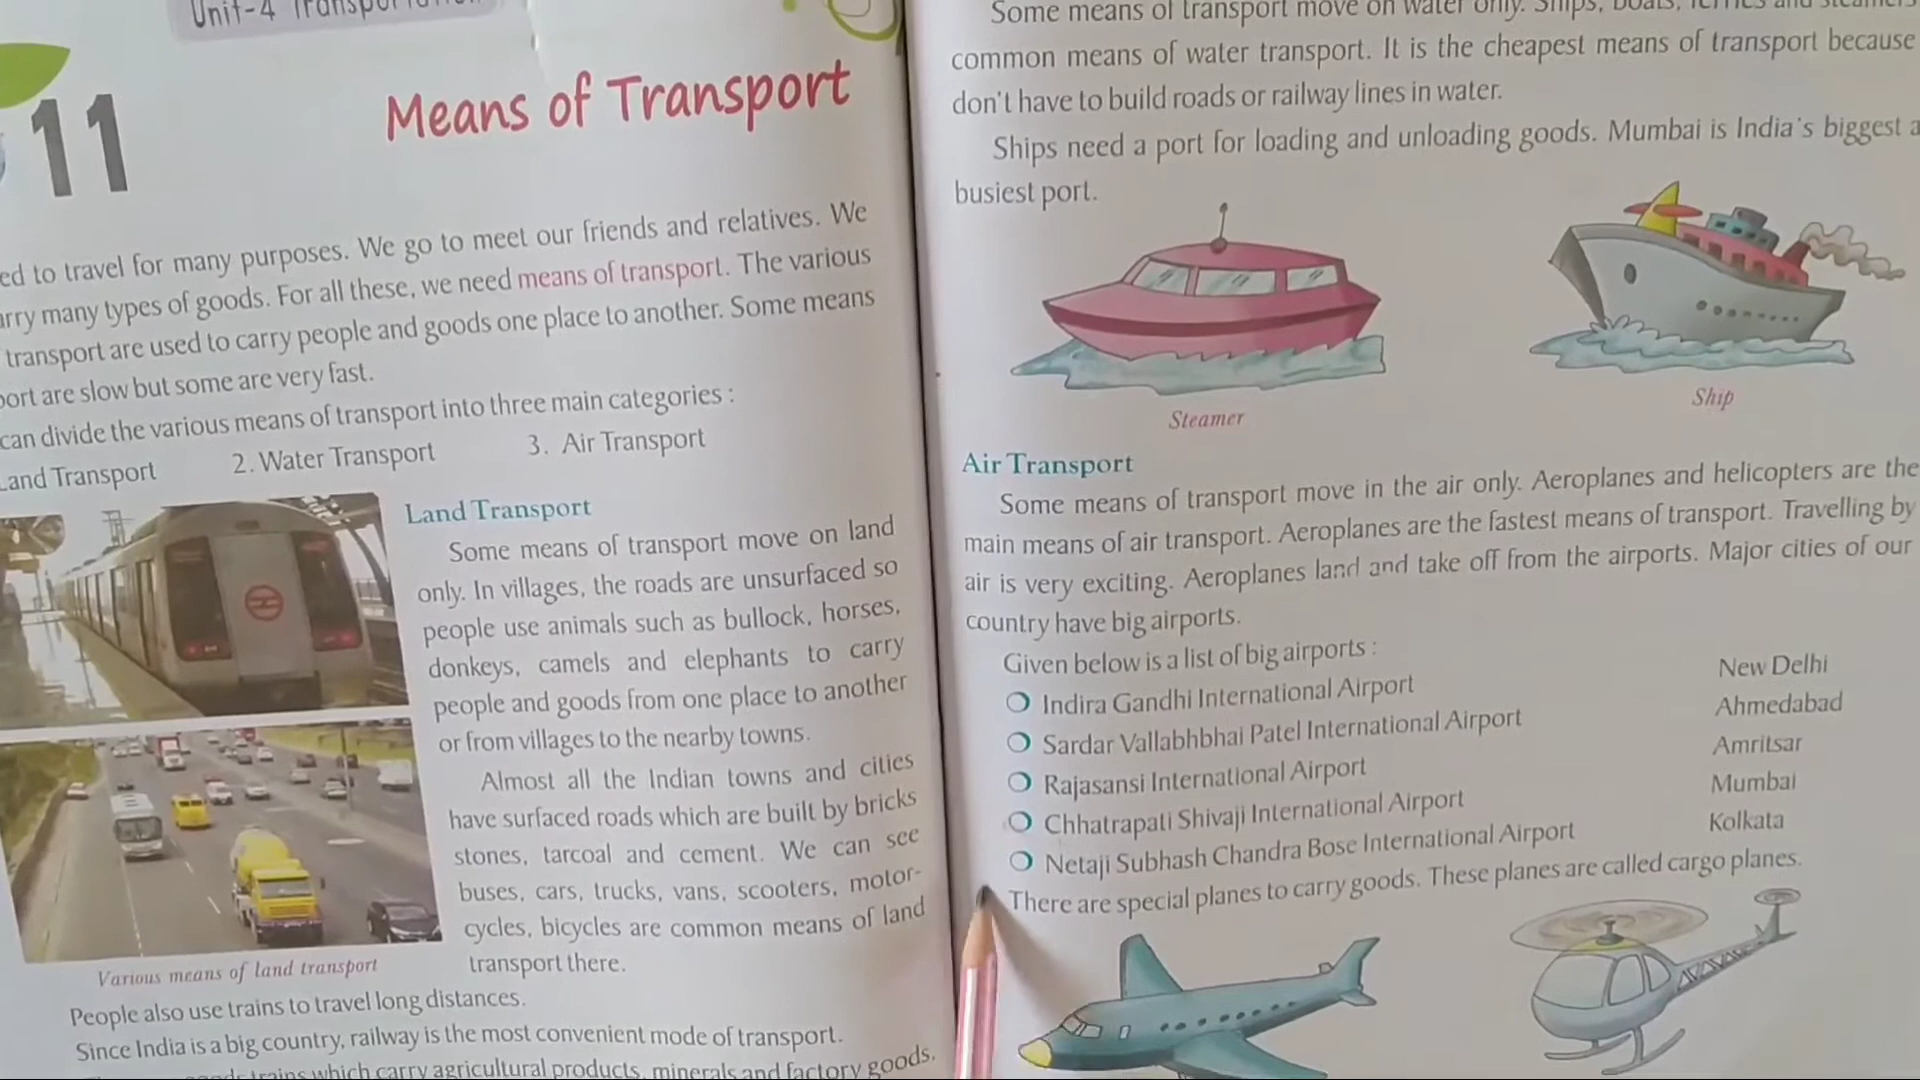 Unit-4 Transportation
11
Means of Transport
ed to travel for many purposes. We go to meet our friends and relatives. We
arry many types of goods. For all these, we need means of transport. The various
transport are used to carry people and goods one place to another. Some means
port are slow but some are very fast.
can divide the various means of transport into three main categories :
Land Transport 2. Water Transport 3. Air Transport
Land Transport
Some means of transport move on land
only. In villages, the roads are unsurfaced so
people use animals such as bullock, horses,
donkeys, camels and elephants to carry
people and goods from one place to another
or from villages to the nearby towns.
Almost all the Indian towns and cities
have surfaced roads which are built by bricks
stones, tarcoal and cement. We can see
buses, cars, trucks, vans, scooters, motor-
cycles, bicycles are common means of land
transport there.
Various means of land transport
People also use trains to travel long distances.
Since India is a big country, railway is the most convenient mode of transport.
trains which carry agricultural products, minerals and factory goods.
Some means of transport move on water only. Ships, boats, ferries and steamers
common means of water transport. It is the cheapest means of transport because
don't have to build roads or railway lines in water.
Ships need a port for loading and unloading goods. Mumbai is India's biggest a
busiest port.
Steamer
Ship
Air Transport
Some means of transport move in the air only. Aeroplanes and helicopters are the
main means of air transport. Aeroplanes are the fastest means of transport. Travelling by
air is very exciting. Aeroplanes land and take off from the airports. Major cities of our
country have big airports.
Given below is a list of big airports :
Indira Gandhi International Airport New Delhi
Sardar Vallabhbhai Patel International Airport Ahmedabad
Rajasansi International Airport Amritsar
Chhatrapati Shivaji International Airport Mumbai
Netaji Subhash Chandra Bose International Airport Kolkata
There are special planes to carry goods. These planes are called cargo planes.